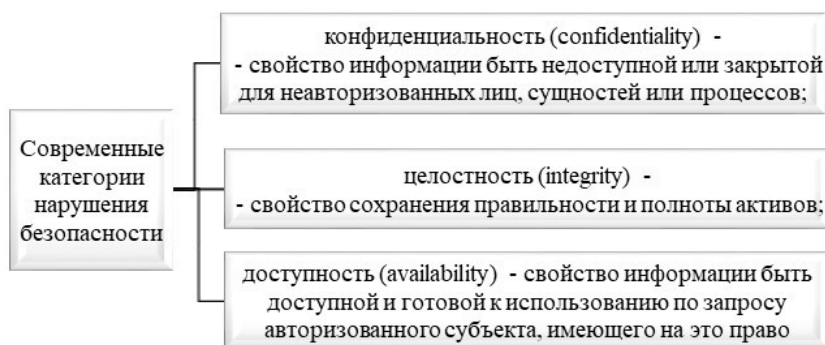 Современные
категории
нарушения
безопасности
конфиденциальность (confidentiality) -
- свойство информации быть недоступной или закрытой
для неавторизованных лиц, сущностей или процессов;
целостность (integrity) -
- свойство сохранения правильности и полноты активов;
доступность (availability) - свойство информации быть
доступной и готовой к использованию по запросу
авторизованного субъекта, имеющего на это право